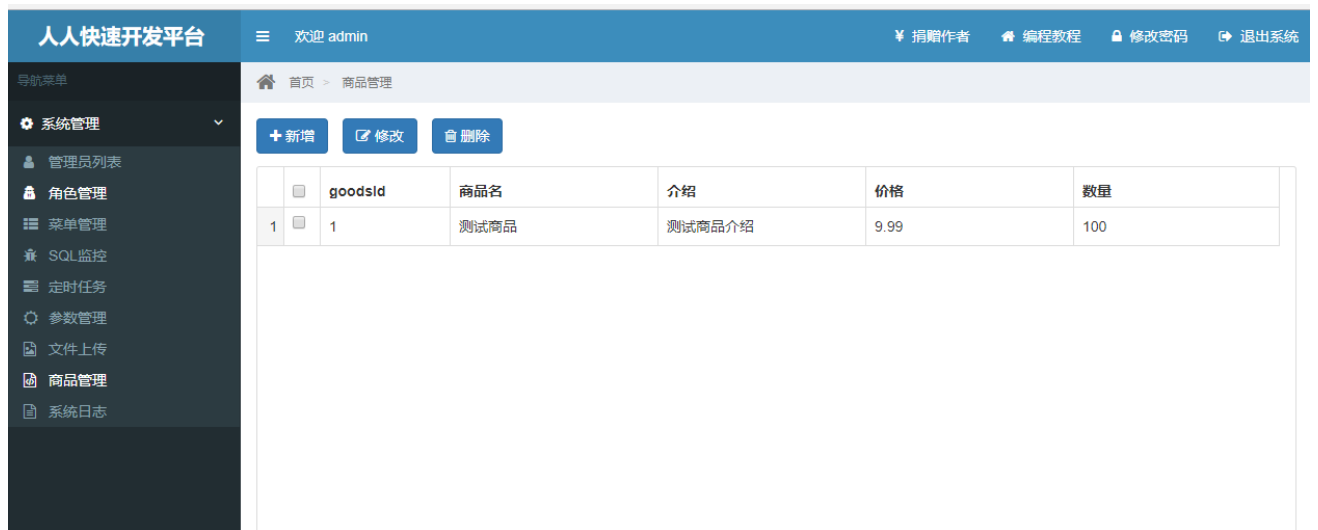 人人快速开发平台
欢迎 admin
¥ 捐赠作者
编程教程
修改密码
退出系统
导航菜单
首页 > 商品管理
系统管理
管理员列表
角色管理
菜单管理
SQL监控
定时任务
参数管理
文件上传
商品管理
系统日志
新增 修改 删除
goodsId 商品名 介绍 价格 数量
1 1 测试商品 测试商品介绍 9.99 100